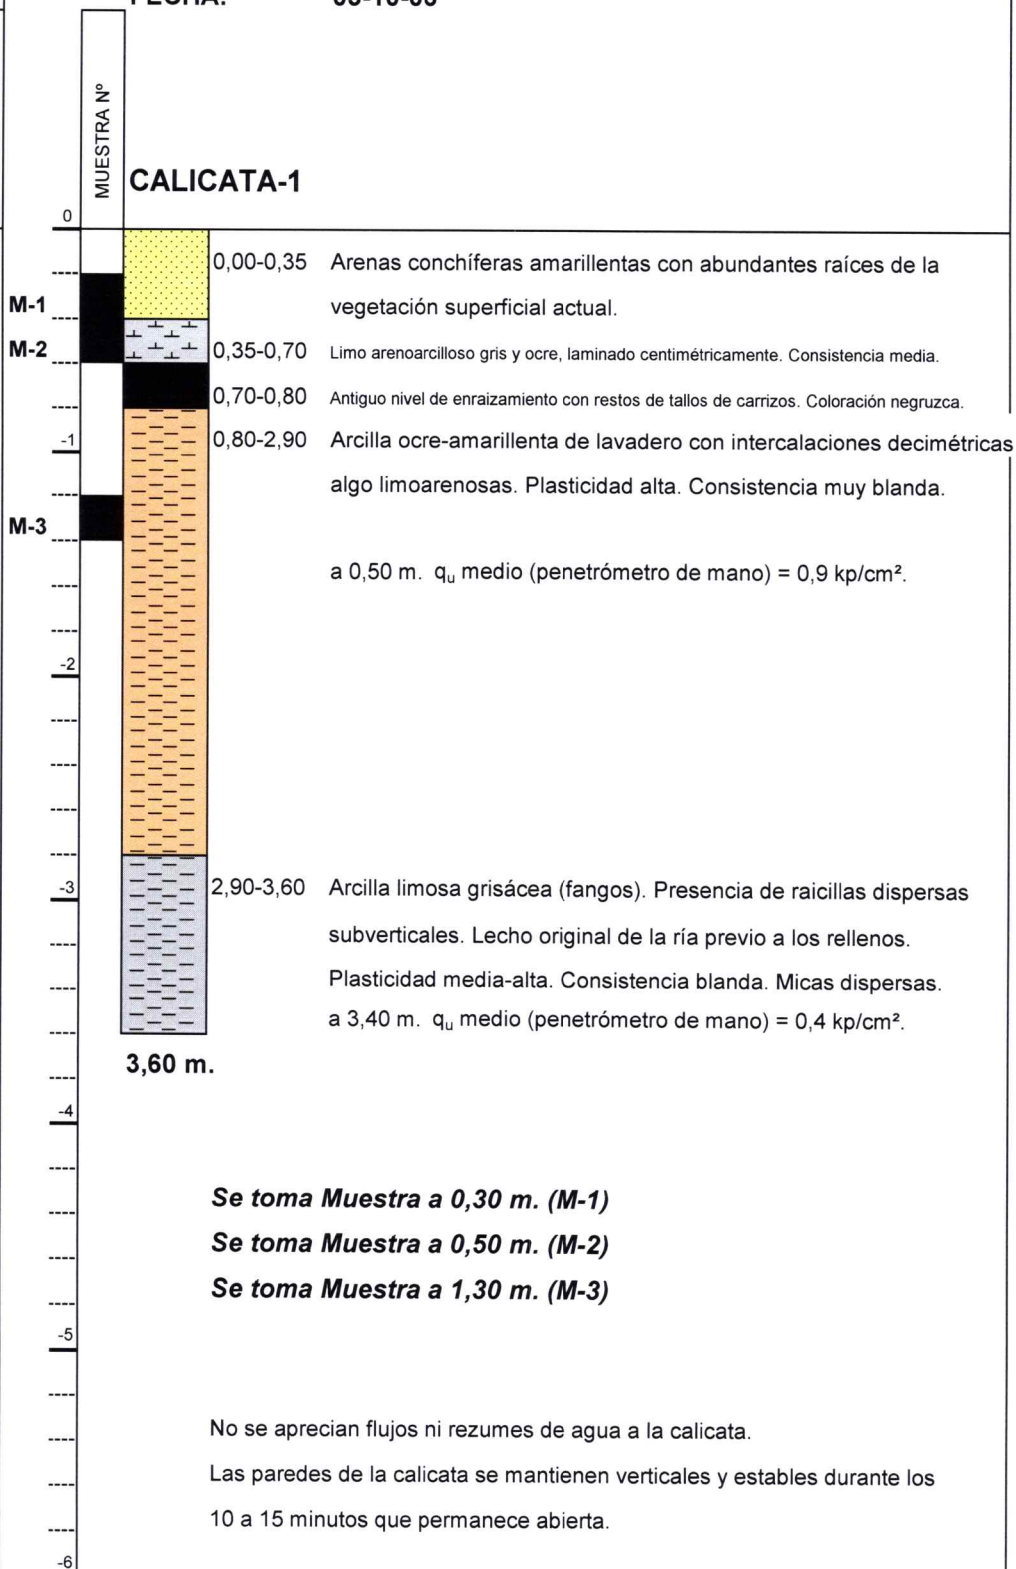 MUESTRA Nº
CALICATA-1
0
0,00-0,35 Arenas conchíferas amarillentas con abundantes raíces de la
vegetación superficial actual.
M-1
M-2
0,35-0,70 Limo arenoarcilloso gris y ocre, laminado centimétricamente. Consistencia media.
0,70-0,80 Antiguo nivel de enraizamiento con restos de tallos de carrizos. Coloración negruzca.
-1
0,80-2,90 Arcilla ocre-amarillenta de lavadero con intercalaciones decimétricas
algo limoarenosas. Plasticidad alta. Consistencia muy blanda.
M-3
a 0,50 m. qu medio (penetrómetro de mano) = 0,9 kp/cm².
-2
-3
2,90-3,60 Arcilla limosa grisácea (fangos). Presencia de raicillas dispersas
subverticales. Lecho original de la ría previo a los rellenos.
Plasticidad media-alta. Consistencia blanda. Micas dispersas.
a 3,40 m. qu medio (penetrómetro de mano) = 0,4 kp/cm².
3,60 m.
-4
Se toma Muestra a 0,30 m. (M-1)
Se toma Muestra a 0,50 m. (M-2)
Se toma Muestra a 1,30 m. (M-3)
-5
No se aprecian flujos ni rezumes de agua a la calicata.
Las paredes de la calicata se mantienen verticales y estables durante los
10 a 15 minutos que permanece abierta.
-6